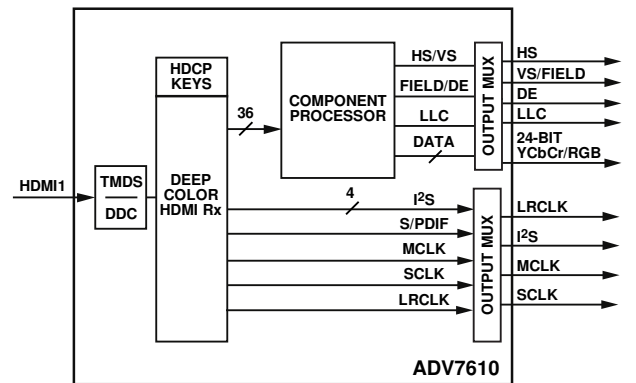 HDMI1
TMDS
DDC
HDCP
KEYS
DEEP
COLOR
HDMI Rx
36
COMPONENT
PROCESSOR
HS/VS
FIELD/DE
LLC
DATA
OUTPUT MUX
HS
VS/FIELD
DE
LLC
24-BIT
YCbCr/RGB
4
I²S
S/PDIF
MCLK
SCLK
LRCLK
OUTPUT MUX
LRCLK
I²S
MCLK
SCLK
ADV7610